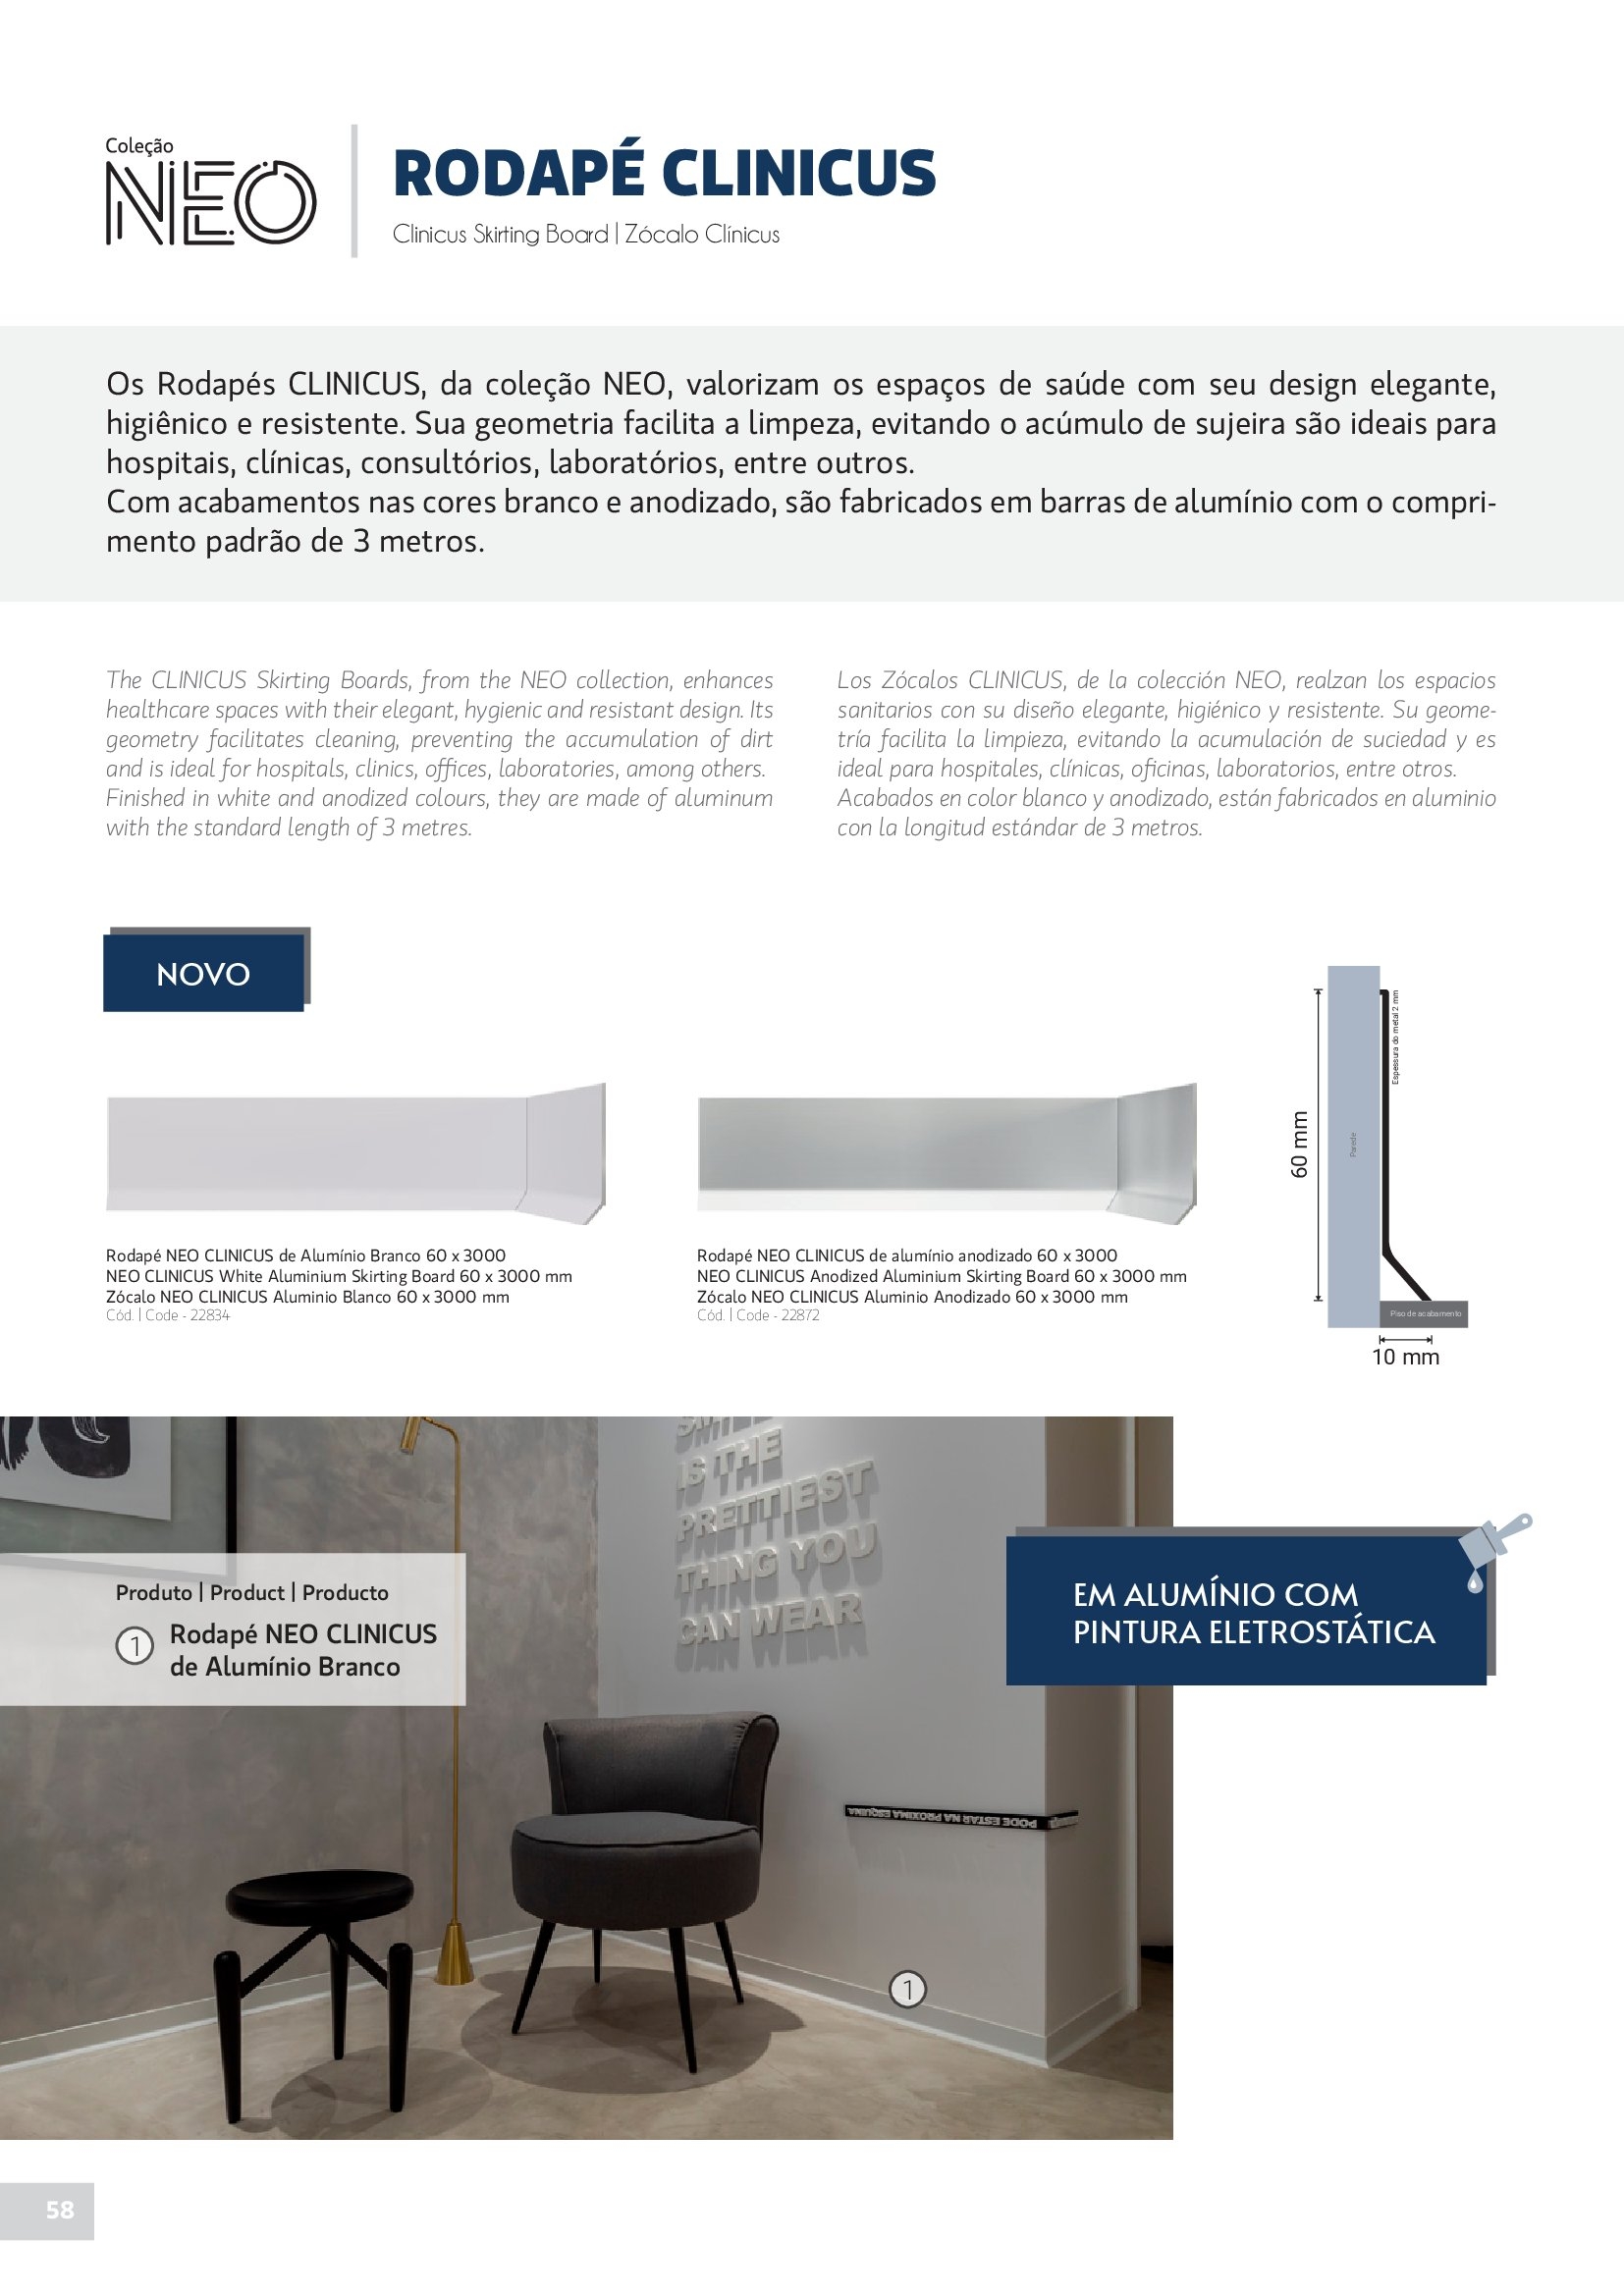 Coleção
NEO
RODAPÉ CLINICUS
Clinicus Skirting Board | Zócalo Clínicus
Os Rodapés CLINICUS, da coleção NEO, valorizam os espaços de saúde com seu design elegante,
higiênico e resistente. Sua geometria facilita a limpeza, evitando o acúmulo de sujeira são ideais para
hospitais, clínicas, consultórios, laboratórios, entre outros.
Com acabamentos nas cores branco e anodizado, são fabricados em barras de alumínio com o compri-
mento padrão de 3 metros.
The CLINICUS Skirting Boards, from the NEO collection, enhances
healthcare spaces with their elegant, hygienic and resistant design. Its
geometry facilitates cleaning, preventing the accumulation of dirt
and is ideal for hospitals, clinics, offices, laboratories, among others.
Finished in white and anodized colours, they are made of aluminum
with the standard length of 3 metres.
Los Zócalos CLINICUS, de la colección NEO, realzan los espacios
sanitarios con su diseño elegante, higiénico y resistente. Su geome-
tría facilita la limpieza, evitando la acumulación de suciedad y es
ideal para hospitales, clínicas, oficinas, laboratorios, entre otros.
Acabados en color blanco y anodizado, están fabricados en aluminio
con la longitud estándar de 3 metros.
NOVO
Rodapé NEO CLINICUS de Alumínio Branco 60 x 3000
NEO CLINICUS White Aluminium Skirting Board 60 x 3000 mm
Zócalo NEO CLINICUS Aluminio Blanco 60 x 3000 mm
Cód. | Code - 22834
Rodapé NEO CLINICUS de alumínio anodizado 60 x 3000
NEO CLINICUS Anodized Aluminium Skirting Board 60 x 3000 mm
Zócalo NEO CLINICUS Aluminio Anodizado 60 x 3000 mm
Cód. | Code - 22872
60 mm
Parede
Espessura do metal 2 mm
Piso de acabamento
10 mm
IS THE
PRETTIEST
THING YOU
CAN WEAR
Produto | Product | Producto
1 Rodapé NEO CLINICUS
de Alumínio Branco
EM ALUMÍNIO COM
PINTURA ELETROSTÁTICA
PODE ESTAR NA PRÓXIMA ESQUINA
1
58